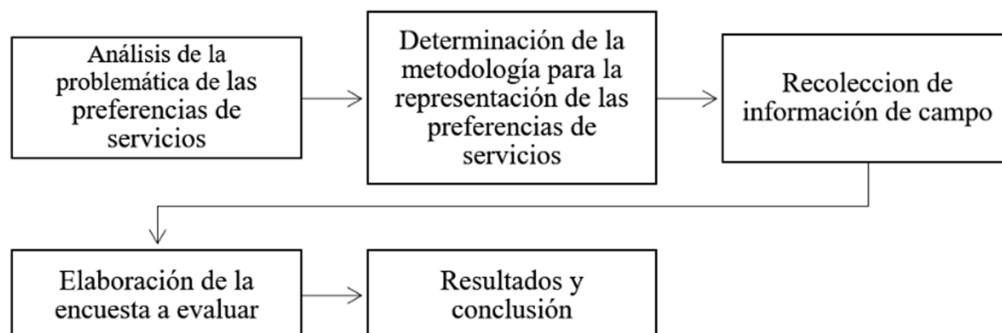 Análisis de la
problemática de las
preferencias de
servicios
Determinación de la
metodología para la
representación de las
preferencias de
servicios
Recoleccion de
información de campo
Elaboración de la
encuesta a evaluar
Resultados y
conclusión